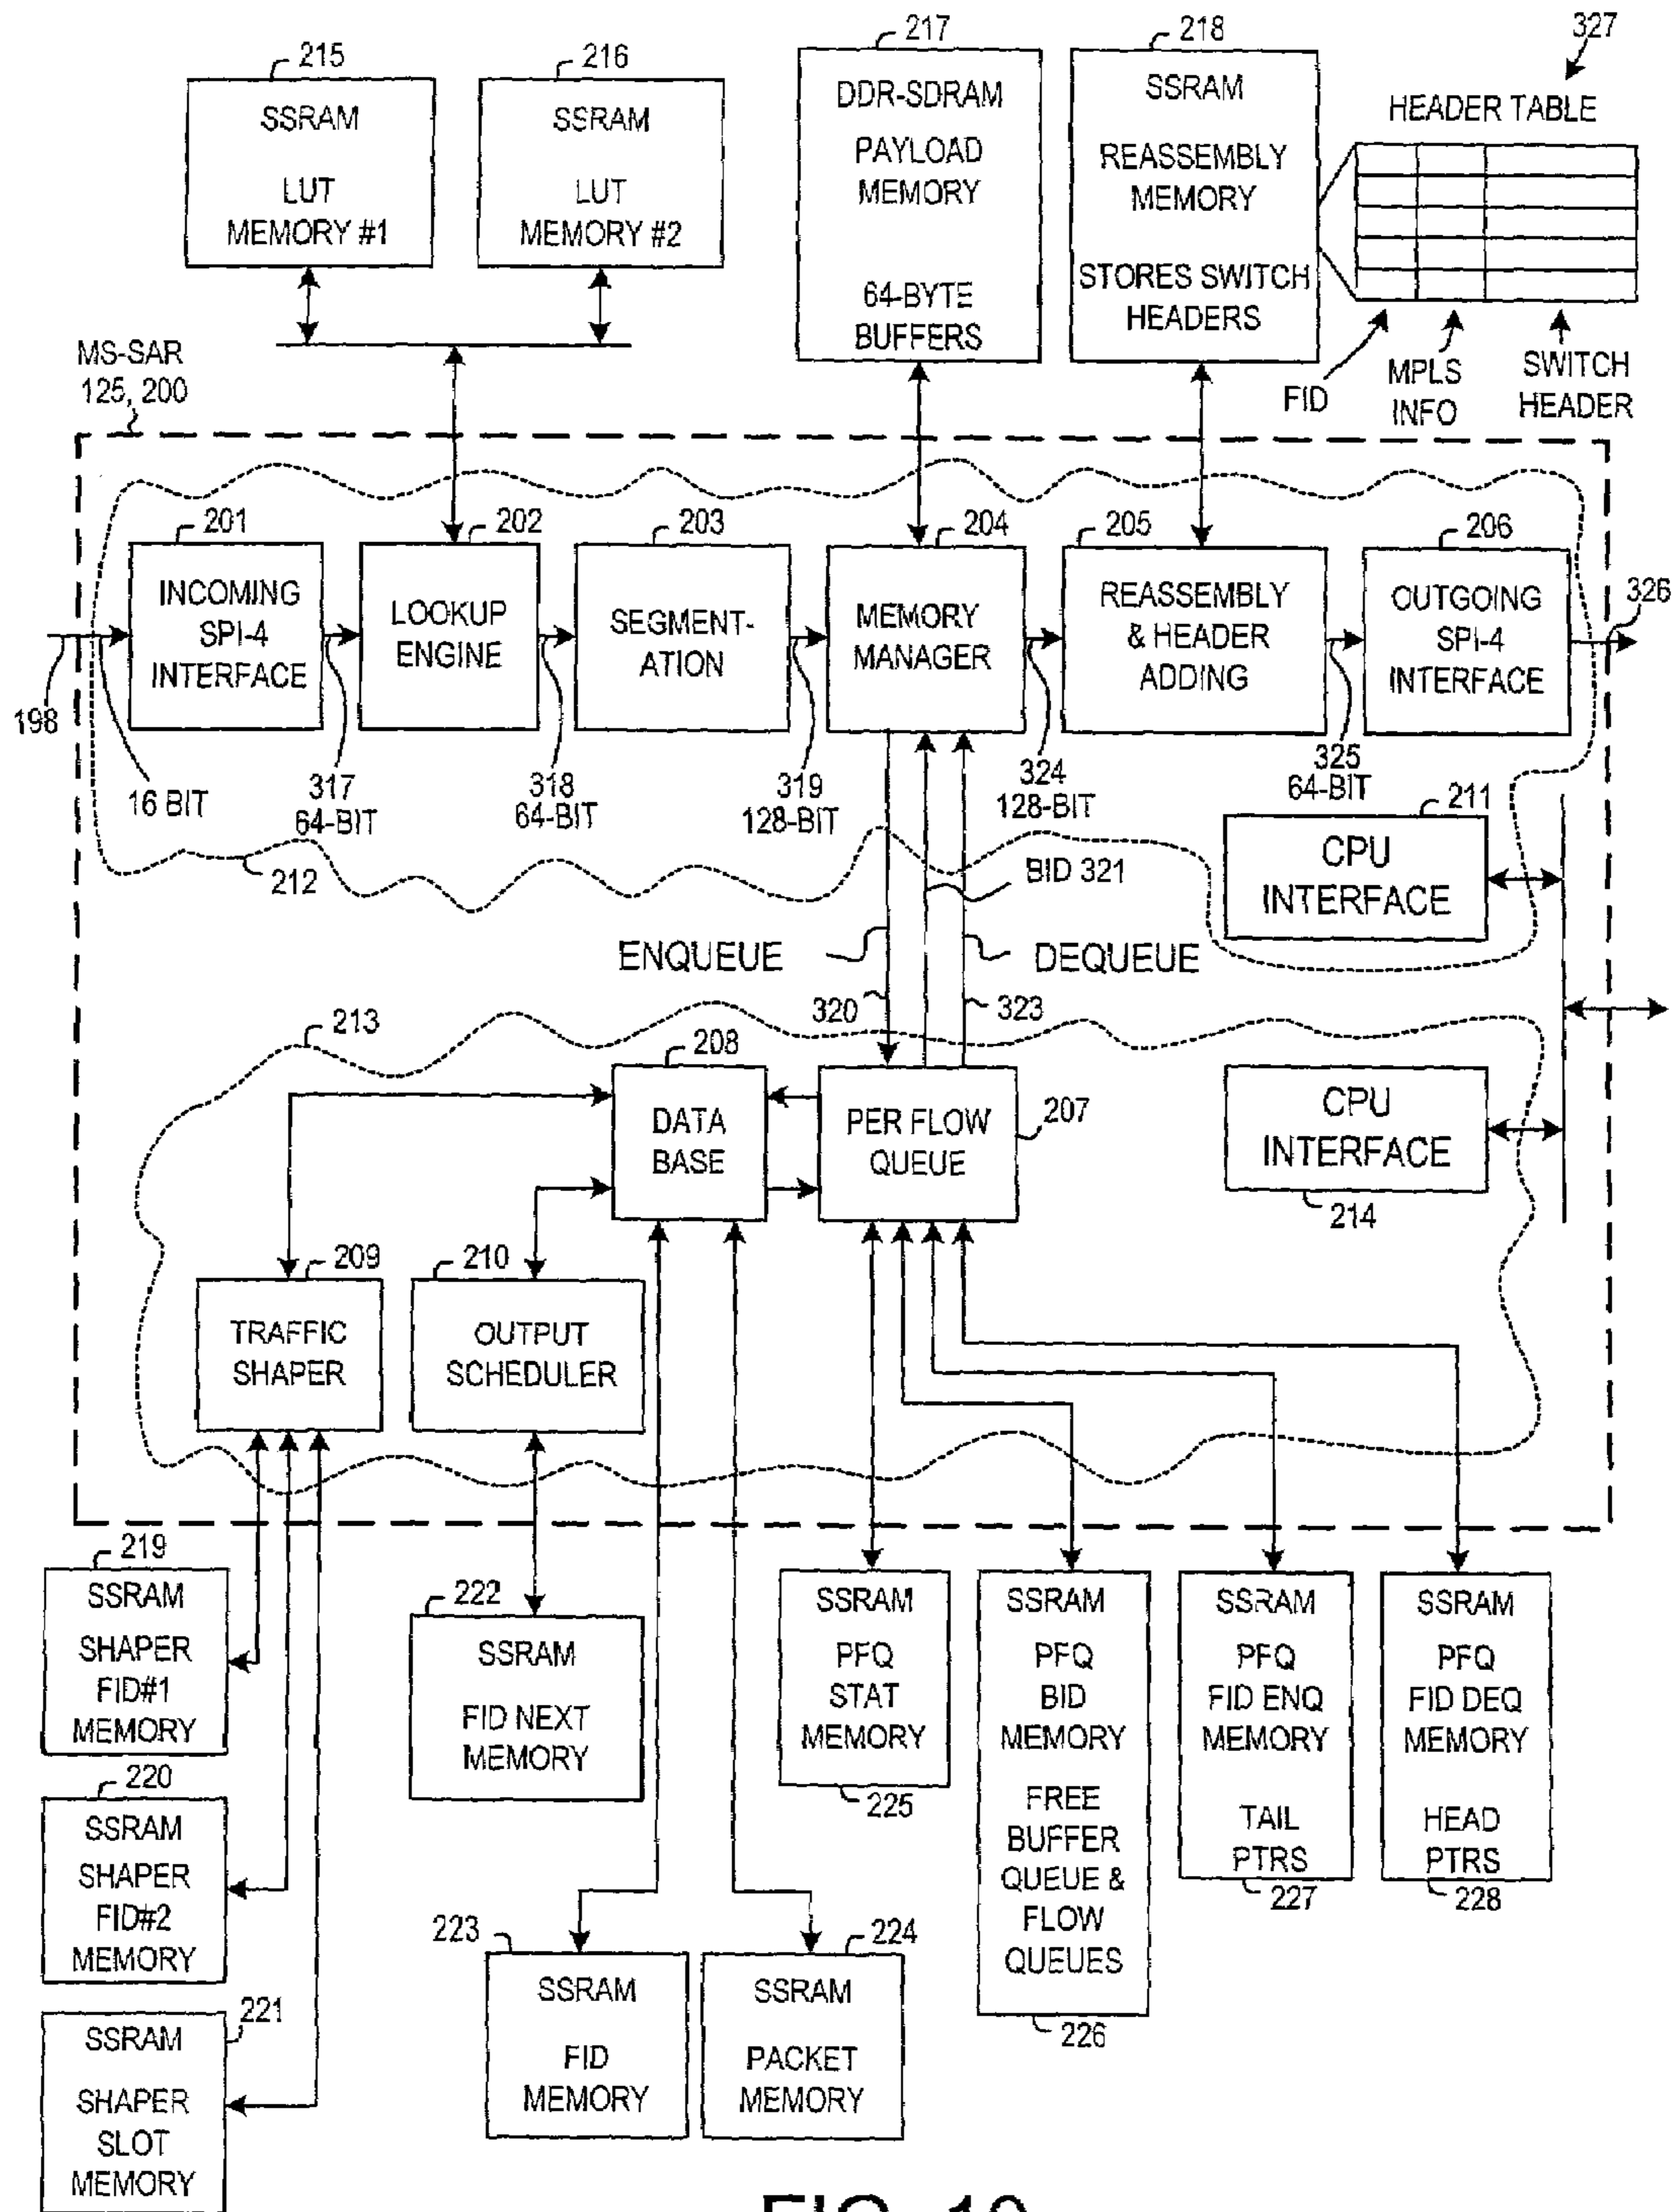 217
218
327
215
216
DDR-SDRAM
PAYLOAD
MEMORY
64-BYTE
BUFFERS
SSRAM
REASSEMBLY
MEMORY
STORES SWITCH
HEADERS
HEADER TABLE
SSRAM
LUT
MEMORY #1
SSRAM
LUT
MEMORY #2
FID
MPLS
INFO
SWITCH
HEADER
MS-SAR
125, 200
201
202
203
204
205
206
INCOMING
SPI-4
INTERFACE
LOOKUP
ENGINE
SEGMENT-
ATION
MEMORY
MANAGER
REASSEMBLY
& HEADER
ADDING
OUTGOING
SPI-4
INTERFACE
326
198
16 BIT
317
64-BIT
318
64-BIT
319
128-BIT
324
128-BIT
325
64-BIT
211
CPU
INTERFACE
212
BID 321
ENQUEUE
DEQUEUE
320
323
213
208
DATA
BASE
PER FLOW
QUEUE
207
CPU
INTERFACE
214
209
TRAFFIC
SHAPER
210
OUTPUT
SCHEDULER
219
SSRAM
SHAPER
FID#1
MEMORY
220
SSRAM
SHAPER
FID#2
MEMORY
221
SSRAM
SHAPER
SLOT
MEMORY
222
SSRAM
FID NEXT
MEMORY
223
SSRAM
FID
MEMORY
224
SSRAM
PACKET
MEMORY
SSRAM
PFQ
STAT
MEMORY
225
SSRAM
PFQ
BID
MEMORY
FREE
BUFFER
QUEUE &
FLOW
QUEUES
226
SSRAM
PFQ
FID ENQ
MEMORY
TAIL
PTRS
227
SSRAM
PFQ
FID DEQ
MEMORY
HEAD
PTRS
228